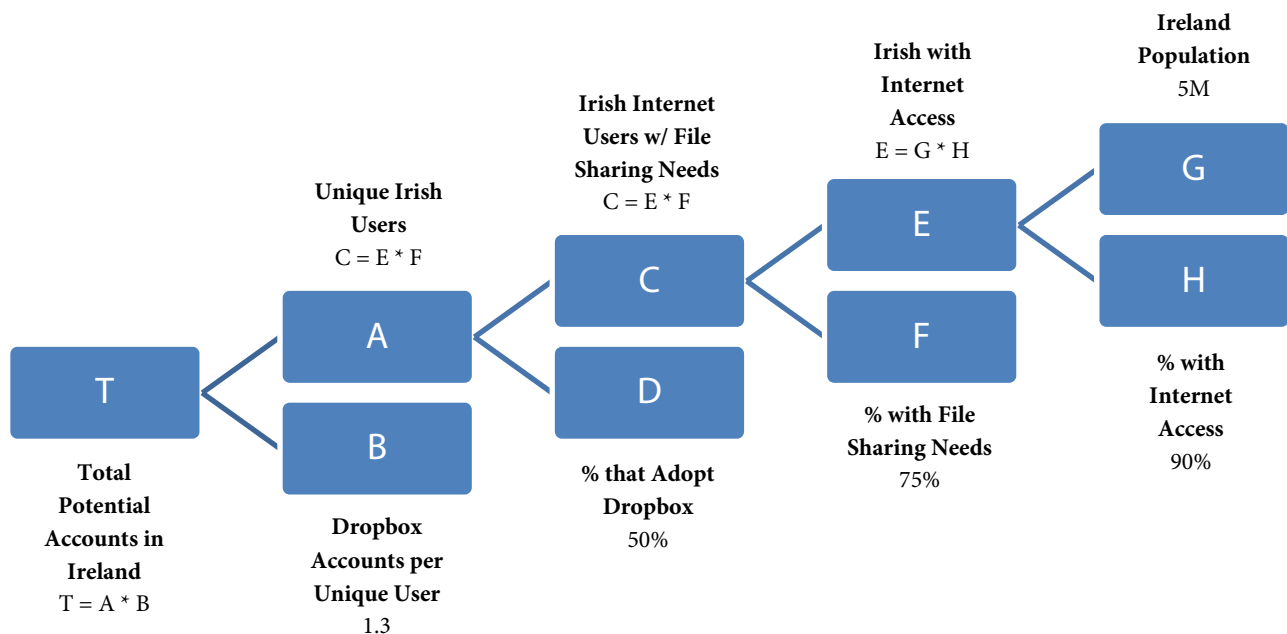 Total
Potential
Accounts in
Ireland
T = A * B
T
Unique Irish
Users
C = E * F
A
B
Dropbox
Accounts per
Unique User
1.3
Irish Internet
Users w/ File
Sharing Needs
C = E * F
C
D
% that Adopt
Dropbox
50%
Irish with
Internet
Access
E = G * H
E
F
% with File
Sharing Needs
75%
Ireland
Population
5M
G
H
% with
Internet
Access
90%